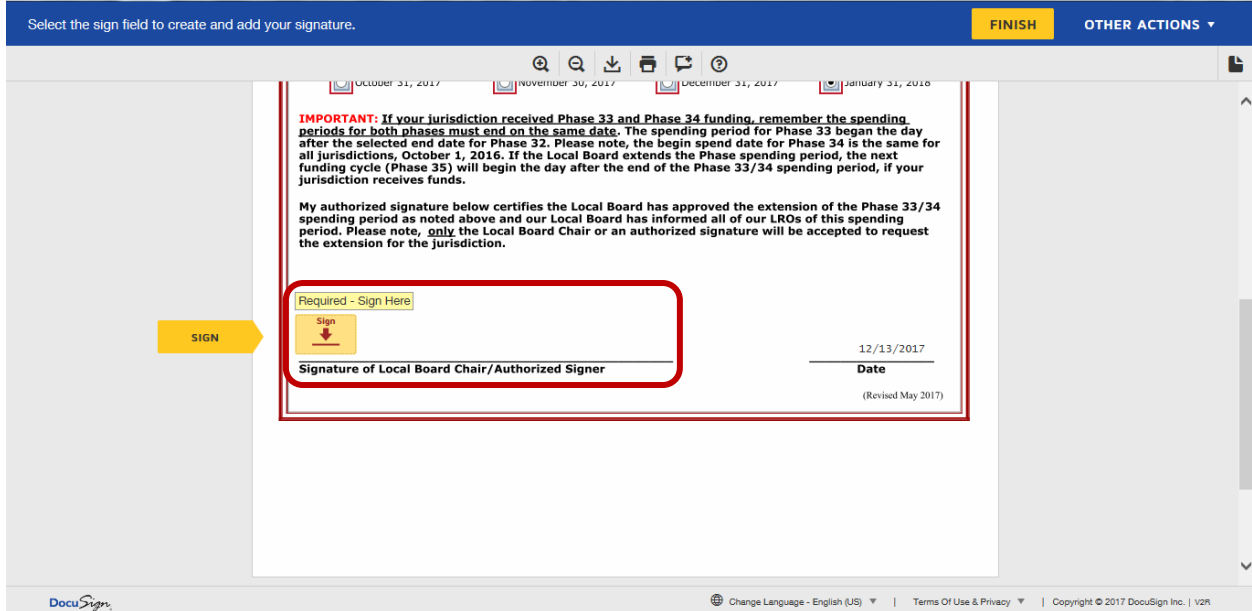 Select the sign field to create and add your signature.
FINISH
OTHER ACTIONS
October 31, 2017 November 30, 2017 December 31, 2017 January 31, 2018
IMPORTANT: If your jurisdiction received Phase 33 and Phase 34 funding, remember the spending
periods for both phases must end on the same date. The spending period for Phase 33 began the day
after the selected end date for Phase 32. Please note, the begin spend date for Phase 34 is the same for
all jurisdictions, October 1, 2016. If the Local Board extends the Phase spending period, the next
funding cycle (Phase 35) will begin the day after the end of the Phase 33/34 spending period, if your
jurisdiction receives funds.
My authorized signature below certifies the Local Board has approved the extension of the Phase 33/34
spending period as noted above and our Local Board has informed all of our LROs of this spending
period. Please note, only the Local Board Chair or an authorized signature will be accepted to request
the extension for the jurisdiction.
Required - Sign Here
Sign
SIGN
12/13/2017
Signature of Local Board Chair/Authorized Signer
Date
(Revised May 2017)
DocuSign
Change Language - English (US) | Terms Of Use & Privacy | Copyright © 2017 DocuSign Inc. | V2R